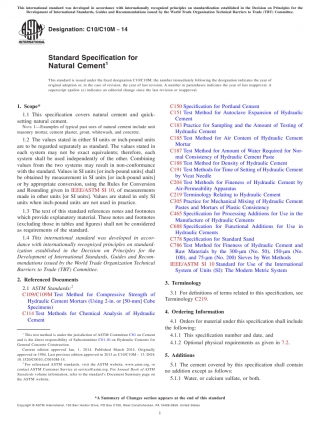 This international standard was developed in accordance with internationally recognized principles on standardization established in the Decision on Principles for the
Development of International Standards, Guides and Recommendations issued by the World Trade Organization Technical Barriers to Trade (TBT) Committee.
Designation: C10/C10M − 14
INTERNATIONAL
Standard Specification for
Natural Cement¹
This standard is issued under the fixed designation C10/C10M; the number immediately following the designation indicates the year of
original adoption or, in the case of revision, the year of last revision. A number in parentheses indicates the year of last reapproval. A
superscript epsilon (ε) indicates an editorial change since the last revision or reapproval.
1. Scope*
1.1 This specification covers natural cement and quick-
setting natural cement.
NOTE 1—Examples of typical past uses of natural cement include unit
masonry mortar, cement plaster, grout, whitewash, and concrete.
1.2 The values stated in either SI units or inch-pound units
are to be regarded separately as standard. The values stated in
each system may not be exact equivalents; therefore, each
system shall be used independently of the other. Combining
values from the two systems may result in non-conformance
with the standard. Values in SI units [or inch-pound units] shall
be obtained by measurement in SI units [or inch-pound units]
or by appropriate conversion, using the Rules for Conversion
and Rounding given in IEEE/ASTM SI 10, of measurements
made in other units [or SI units]. Values are stated in only SI
units when inch-pound units are not used in practice.
1.3 The text of this standard references notes and footnotes
which provide explanatory material. These notes and footnotes
(excluding those in tables and figures) shall not be considered
as requirements of the standard.
1.4 This international standard was developed in accor-
dance with internationally recognized principles on standard-
ization established in the Decision on Principles for the
Development of International Standards, Guides and Recom-
mendations issued by the World Trade Organization Technical
Barriers to Trade (TBT) Committee.
2. Referenced Documents
2.1 ASTM Standards:²
C109/C109M Test Method for Compressive Strength of
Hydraulic Cement Mortars (Using 2-in. or [50-mm] Cube
Specimens)
C114 Test Methods for Chemical Analysis of Hydraulic
Cement
¹ This test method is under the jurisdiction of ASTM Committee C01 on Cement
and is the direct responsibility of Subcommittee C01.10 on Hydraulic Cements for
General Concrete Construction.
Current edition approved Jan. 1, 2014. Published March 2014. Originally
approved in 1904. Last previous edition approved in 2013 as C10/C10M – 13.
² For referenced ASTM standards, visit the ASTM website, www.astm.org, or
contact ASTM Customer Service at service@astm.org. For Annual Book of ASTM
Standards volume information, refer to the standard's Document Summary page on
the ASTM website.
C150 Specification for Portland Cement
C151 Test Method for Autoclave Expansion of Hydraulic
Cement
C183 Practice for Sampling and the Amount of Testing of
Hydraulic Cement
C185 Test Method for Air Content of Hydraulic Cement
Mortar
C187 Test Method for Amount of Water Required for Nor-
mal Consistency of Hydraulic Cement Paste
C188 Test Method for Density of Hydraulic Cement
C191 Test Methods for Time of Setting of Hydraulic Cement
by Vicat Needle
C204 Test Methods for Fineness of Hydraulic Cement by
Air-Permeability Apparatus
C219 Terminology Relating to Hydraulic Cement
C305 Practice for Mechanical Mixing of Hydraulic Cement
Pastes and Mortars of Plastic Consistency
C465 Specification for Processing Additions for Use in the
Manufacture of Hydraulic Cements
C688 Specification for Functional Additions for Use in
Hydraulic Cements
C778 Specification for Standard Sand
C786 Test Method for Fineness of Hydraulic Cement and
Raw Materials by the 300-μm (No. 50), 150-μm (No.
100), and 75-μm (No. 200) Sieves by Wet Methods
IEEE/ASTM SI 10 Standard for Use of the International
System of Units (SI): The Modern Metric System
3. Terminology
3.1 For definitions of terms related to this specification, see
Terminology C219.
4. Ordering Information
4.1 Orders for material under this specification shall include
the following:
4.1.1 This specification number and date, and
4.1.2 Optional physical requirements as given in 7.2.
5. Additions
5.1 The cement covered by this specification shall contain
no addition except as follows:
5.1.1 Water, or calcium sulfate, or both.
*A Summary of Changes section appears at the end of this standard
Copyright © ASTM International, 100 Barr Harbor Drive, PO Box C700, West Conshohocken, PA 19428-2959. United States
1